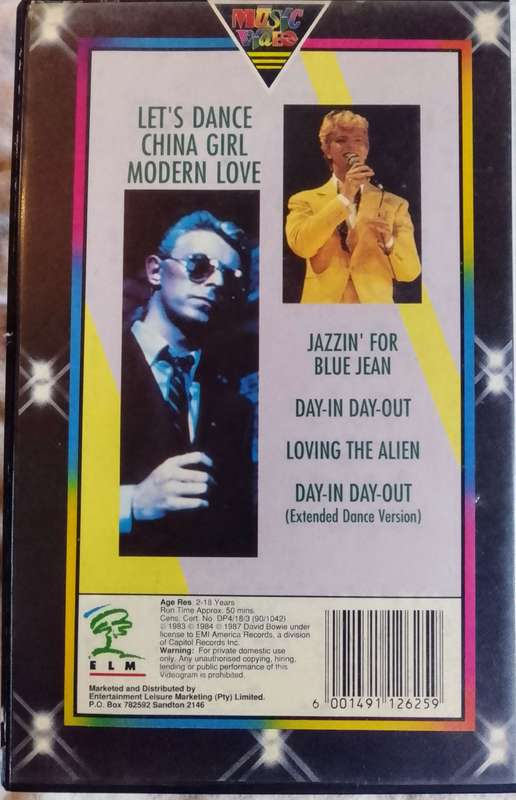 MUSIC
VIDEO
LET'S DANCE
CHINA GIRL
MODERN LOVE
JAZZIN' FOR
BLUE JEAN
DAY-IN DAY-OUT
LOVING THE ALIEN
DAY-IN DAY-OUT
(Extended Dance Version)
ELM
Age Res 2-18 Years
Run Time Approx. 50 mins.
Cens. Cert. No. DP4/18/3 (90/1042)
© 1983 © 1984 © 1987 David Bowie under
license to EMI America Records, a division
of Capitol Records Inc.
Warning: For private domestic use
only. Any unauthorised copying, hiring,
lending or public performance of this
Videogram is prohibited.
Marketed and Distributed by
Entertainment Leisure Marketing (Pty) Limited.
P.O. Box 782592 Sandton 2146
6 001491 126259